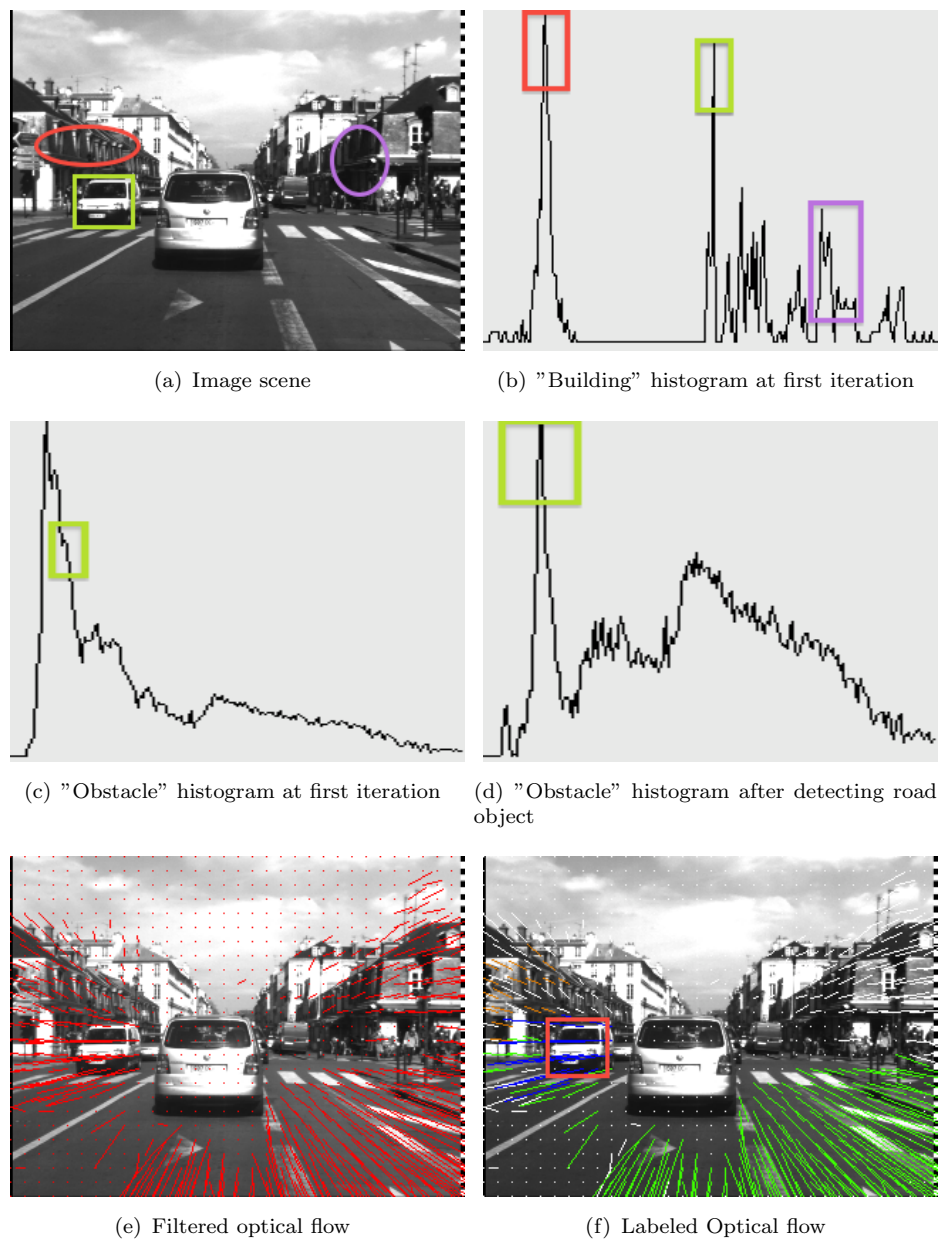 (a) Image scene
(b) ”Building” histogram at first iteration
(c) ”Obstacle” histogram at first iteration
(d) ”Obstacle” histogram after detecting road
object
(e) Filtered optical flow
(f) Labeled Optical flow